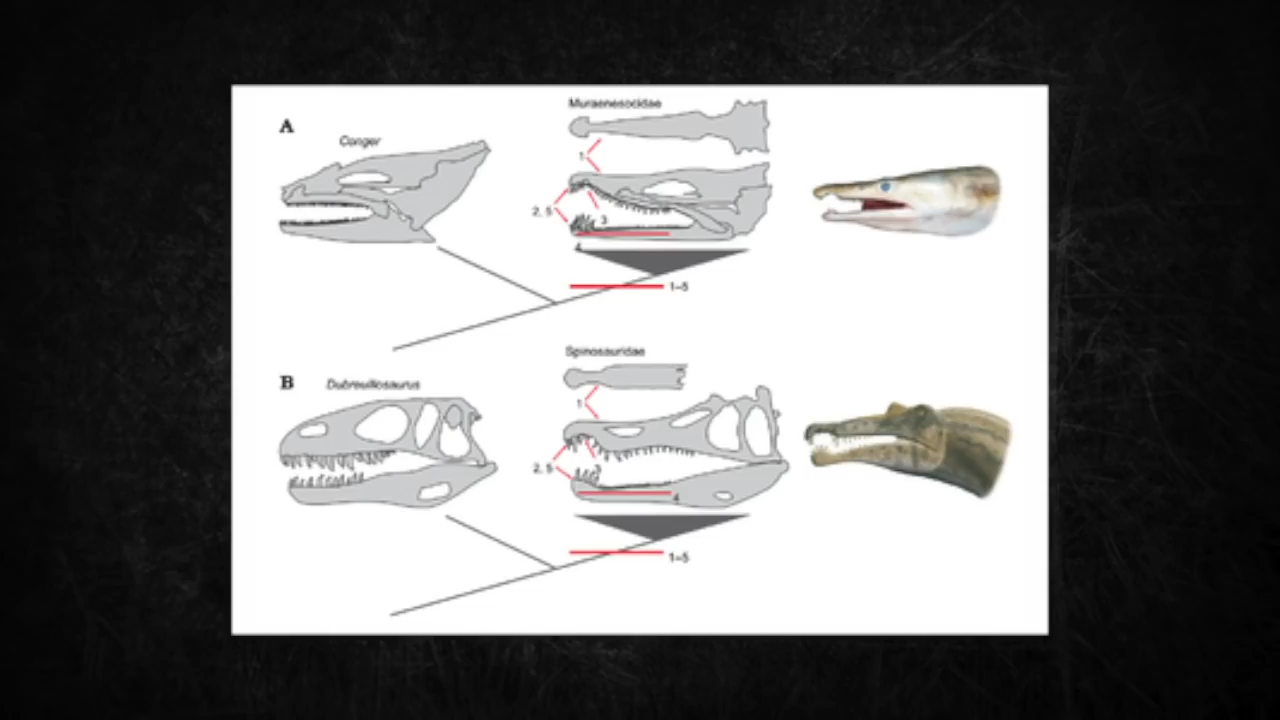 A
Conger
Muraenesocidae
1
2, 5
3
4
1–5
B
Dubreuillosaurus
Spinosauridae
1
2, 5
3
4
1–5